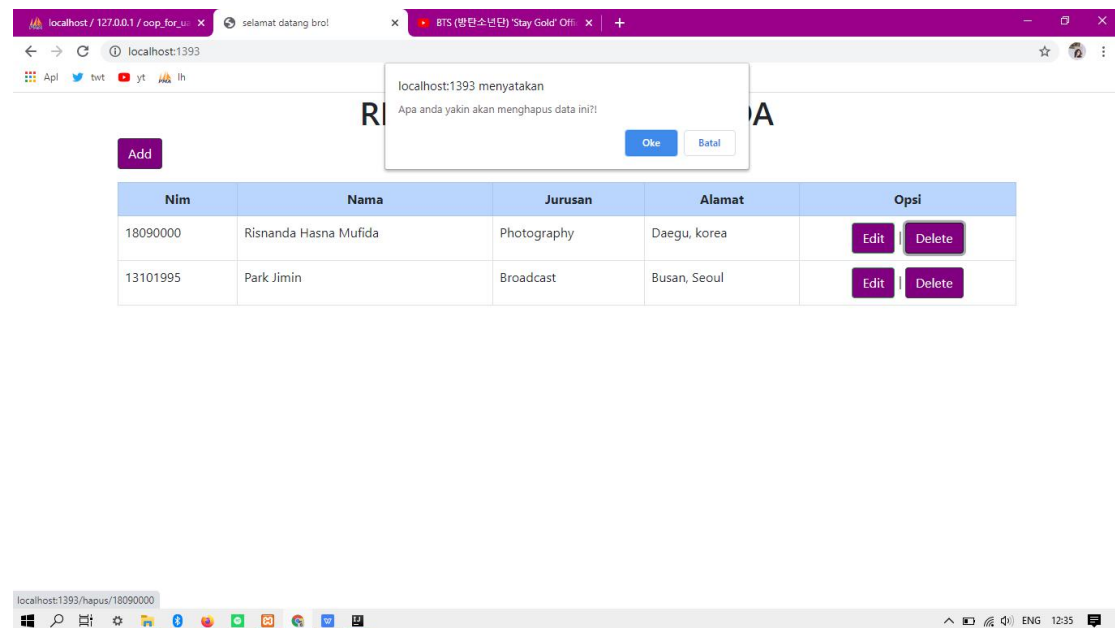 localhost / 127.0.0.1 / oop_for_ua
selamat datang bro!
BTS (방탄소년단) 'Stay Gold' Offi
localhost:1393
Apl twt yt lh
localhost:1393 menyatakan
Apa anda yakin akan menghapus data ini?!
Oke Batal
Add
Nim Nama Jurusan Alamat Opsi
18090000 Risnanda Hasna Mufida Photography Daegu, korea Edit | Delete
13101995 Park Jimin Broadcast Busan, Seoul Edit | Delete
localhost:1393/hapus/18090000
ENG 12:35